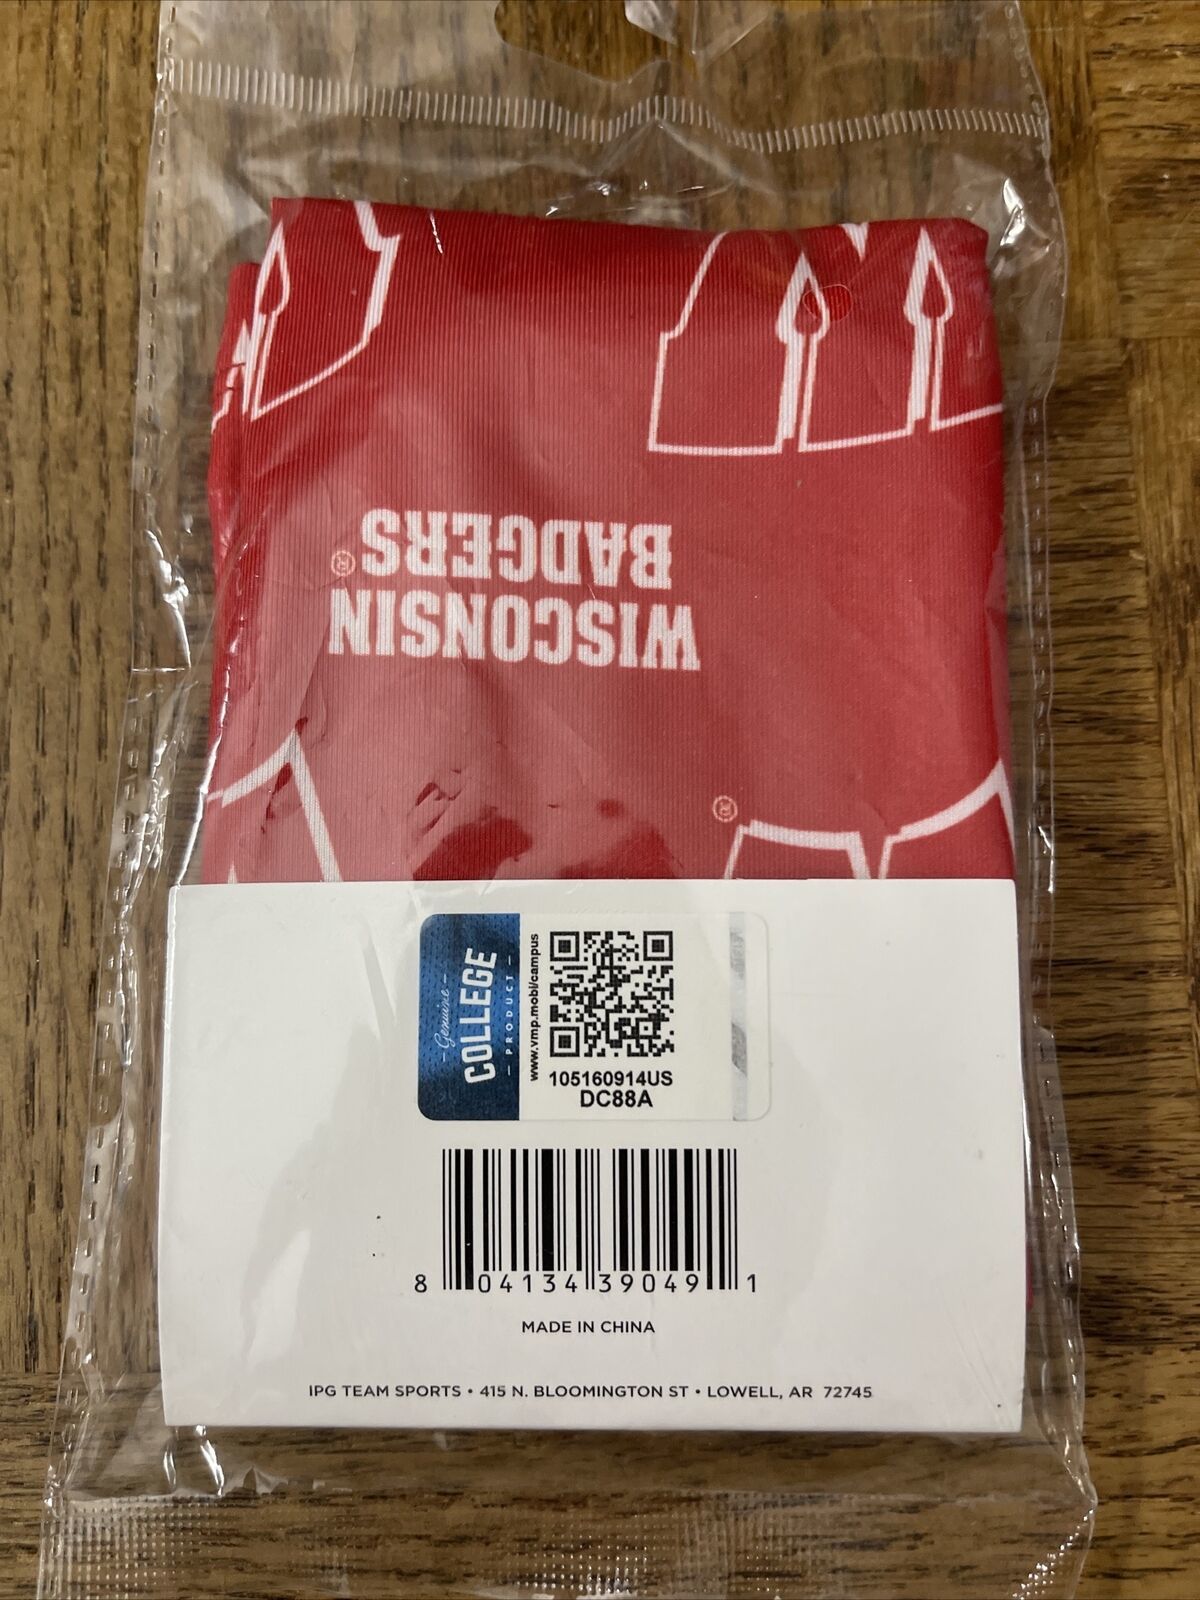 WISCONSIN
BADGERS®
®
Genuine
COLLEGE
PRODUCT
www.vmp.mobi/campus
105160914US
DC88A
8 04134 39049 1
MADE IN CHINA
IPG TEAM SPORTS • 415 N. BLOOMINGTON ST • LOWELL, AR 72745